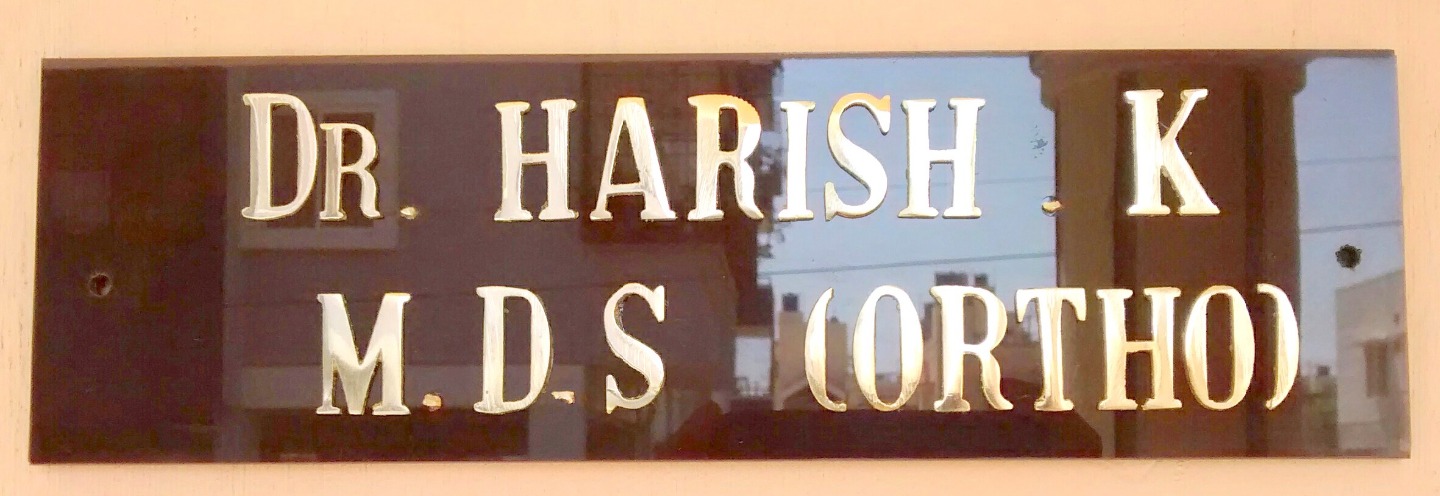 DR. HARISH . K
M. D. S (ORTHO)